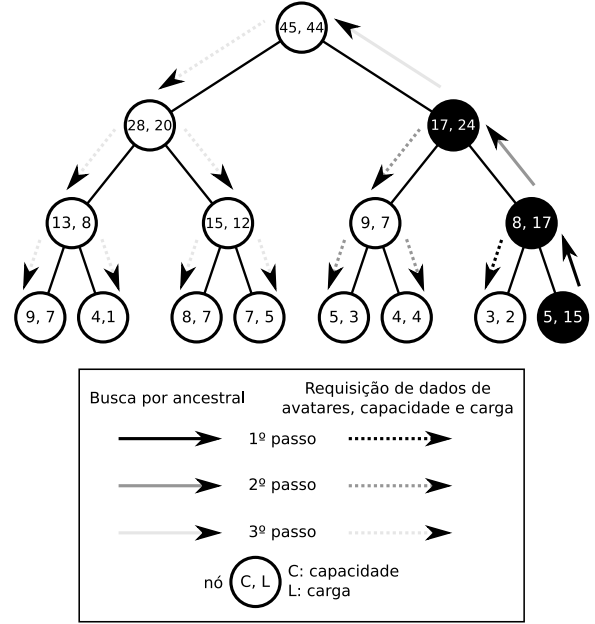 45, 44
28, 20
17, 24
13, 8
15, 12
9, 7
8, 17
9, 7
4,1
8, 7
7, 5
5, 3
4, 4
3, 2
5, 15
Busca por ancestral
Requisição de dados de
avatares, capacidade e carga
1º passo
2º passo
3º passo
nó
C, L
C: capacidade
L: carga